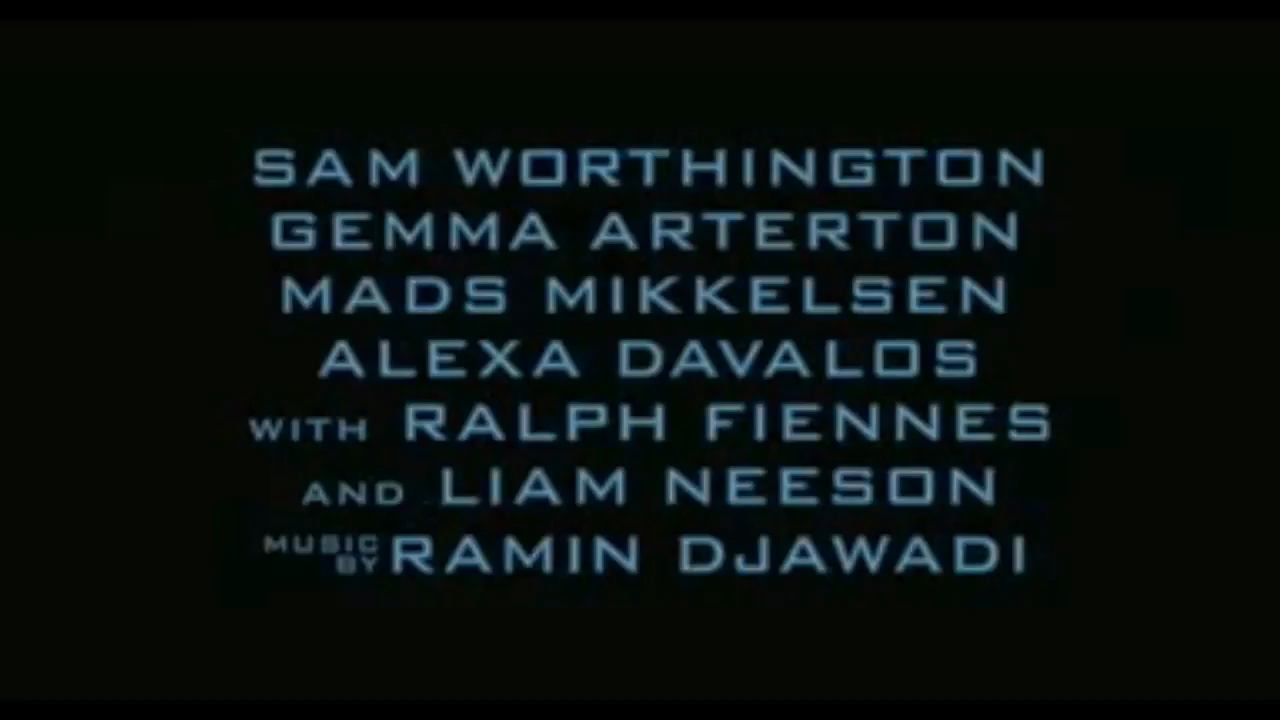 SAM WORTHINGTON
GEMMA ARTERTON
MADS MIKKELSEN
ALEXA DAVALOS
WITH RALPH FIENNES
AND LIAM NEESON
MUSIC BY RAMIN DJAWADI